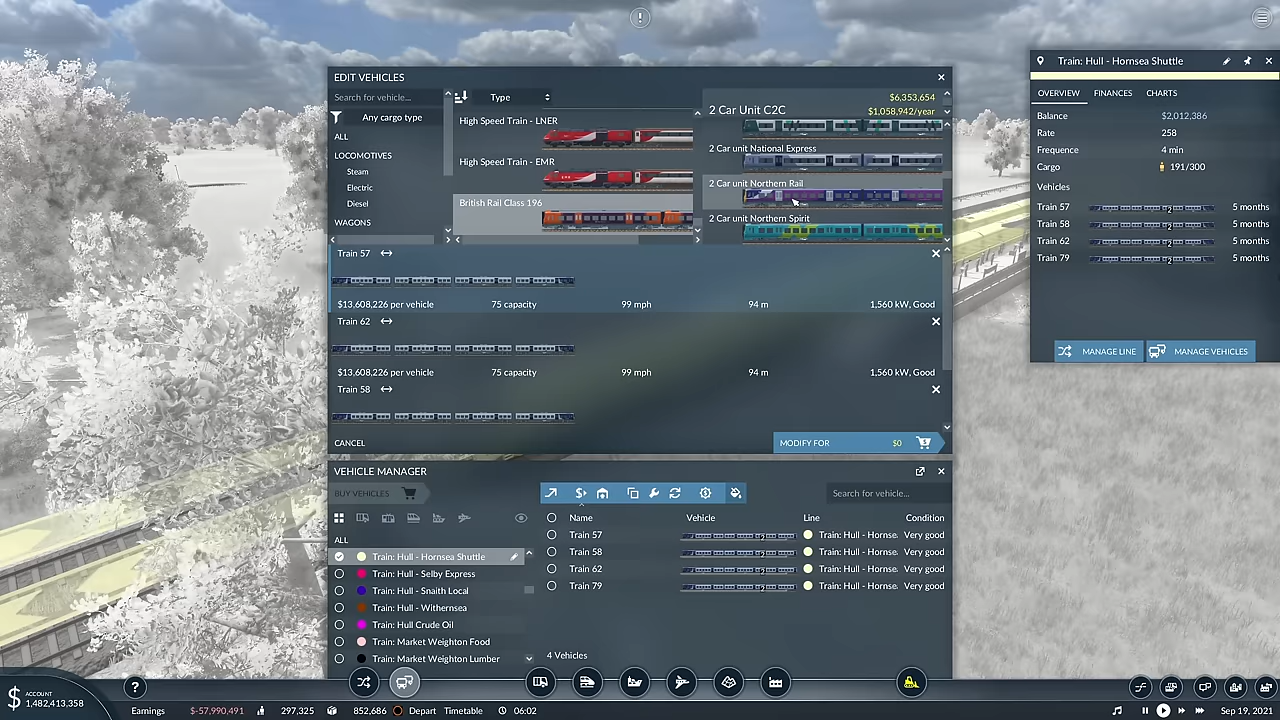 EDIT VEHICLES
Search for vehicle...
Type
Any cargo type
ALL
LOCOMOTIVES
Steam
Electric
Diesel
WAGONS
High Speed Train - LNER
High Speed Train - EMR
British Rail Class 196
$6,353,654
2 Car Unit C2C
$1,058,942/year
2 Car unit National Express
2 Car unit Northern Rail
2 Car unit Northern Spirit
Train 57
$13,608,226 per vehicle 75 capacity 99 mph 94 m 1,560 kW, Good
Train 62
$13,608,226 per vehicle 75 capacity 99 mph 94 m 1,560 kW, Good
Train 58
CANCEL
MODIFY FOR $0
VEHICLE MANAGER
BUY VEHICLES
Search for vehicle...
ALL
Train: Hull - Hornsea Shuttle
Train: Hull - Selby Express
Train: Hull - Snaith Local
Train: Hull - Withernsea
Train: Hull Crude Oil
Train: Market Weighton Food
Train: Market Weighton Lumber
Name Vehicle Line Condition
Train 57 2 Train: Hull - Hornse. Very good
Train 58 2 Train: Hull - Hornse. Very good
Train 62 2 Train: Hull - Hornse. Very good
Train 79 2 Train: Hull - Hornse. Very good
4 Vehicles
Train: Hull - Hornsea Shuttle
OVERVIEW FINANCES CHARTS
Balance $2,012,386
Rate 258
Frequence 4 min
Cargo 191/300
Vehicles
Train 57 2 5 months
Train 58 2 5 months
Train 62 2 5 months
Train 79 2 5 months
MANAGE LINE
MANAGE VEHICLES
$ ACCOUNT
1,482,413,358
?
Earnings $-57,990,491 297,325 852,686 Depart Timetable 06:02
Sep 19, 2021